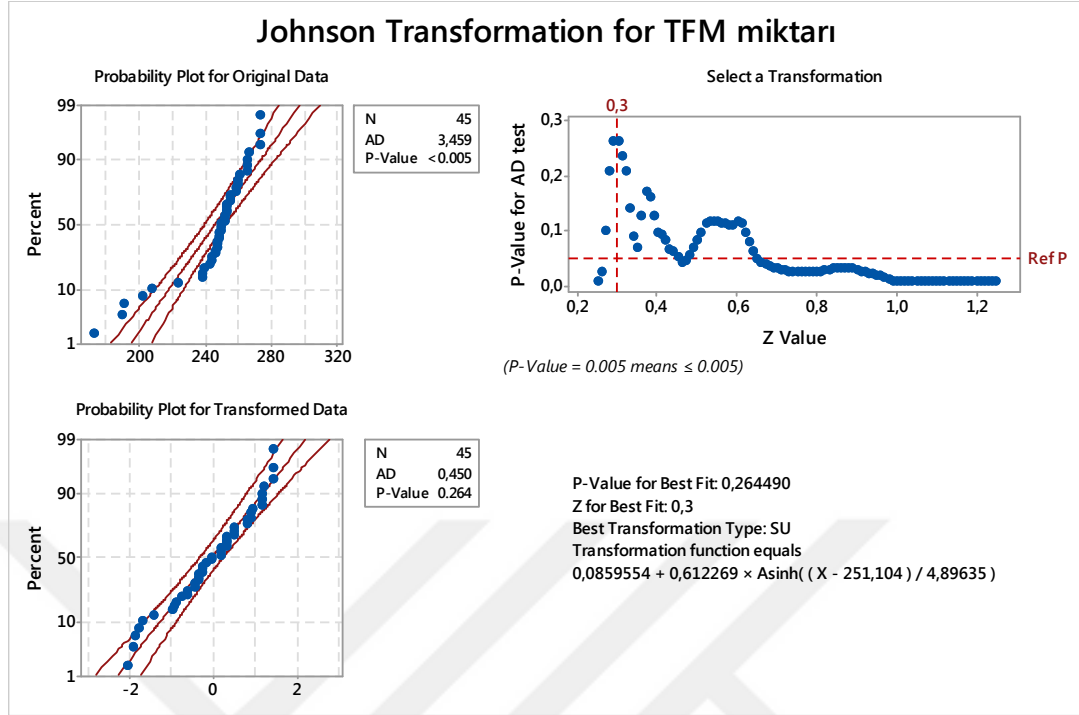 Johnson Transformation for TFM miktarı
Probability Plot for Original Data
Percent
99
90
50
10
1
200 240 280 320
N 45
AD 3,459
P-Value <0.005
Select a Transformation
0,3
P-Value for AD test
0,3
0,2
0,1
0,0
Ref P
0,2 0,4 0,6 0,8 1,0 1,2
Z Value
(P-Value = 0.005 means ≤ 0.005)
Probability Plot for Transformed Data
Percent
99
90
50
10
1
-2 0 2
N 45
AD 0,450
P-Value 0.264
P-Value for Best Fit: 0,264490
Z for Best Fit: 0,3
Best Transformation Type: SU
Transformation function equals
0,0859554 + 0,612269 × Asinh( ( X - 251,104 ) / 4,89635 )